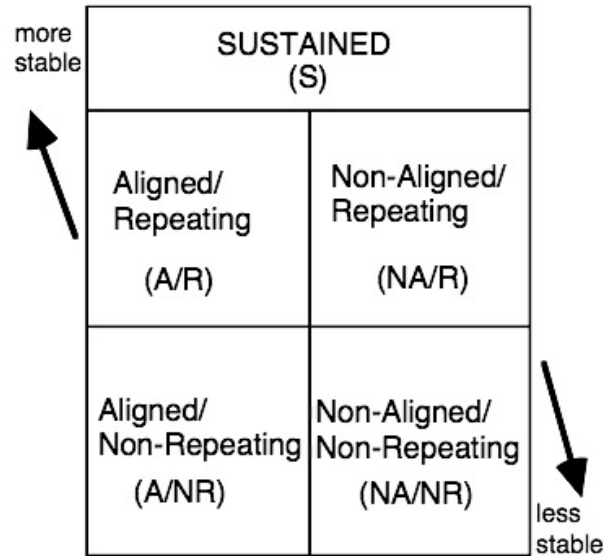 more
stable
SUSTAINED
(S)
Aligned/
Repeating
(A/R)
Non-Aligned/
Repeating
(NA/R)
Aligned/
Non-Repeating
(A/NR)
Non-Aligned/
Non-Repeating
(NA/NR)
less
stable